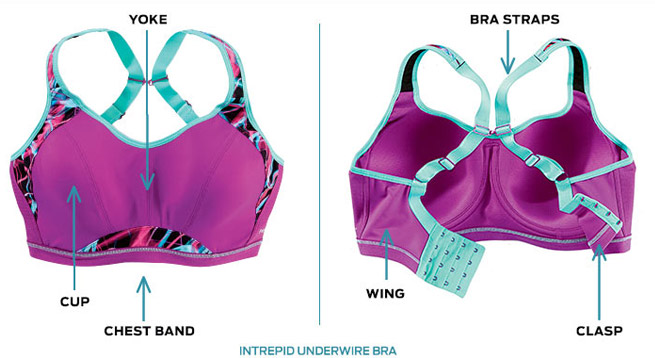 YOKE
CUP
CHEST BAND
BRA STRAPS
WING
CLASP
INTREPID UNDERWIRE BRA